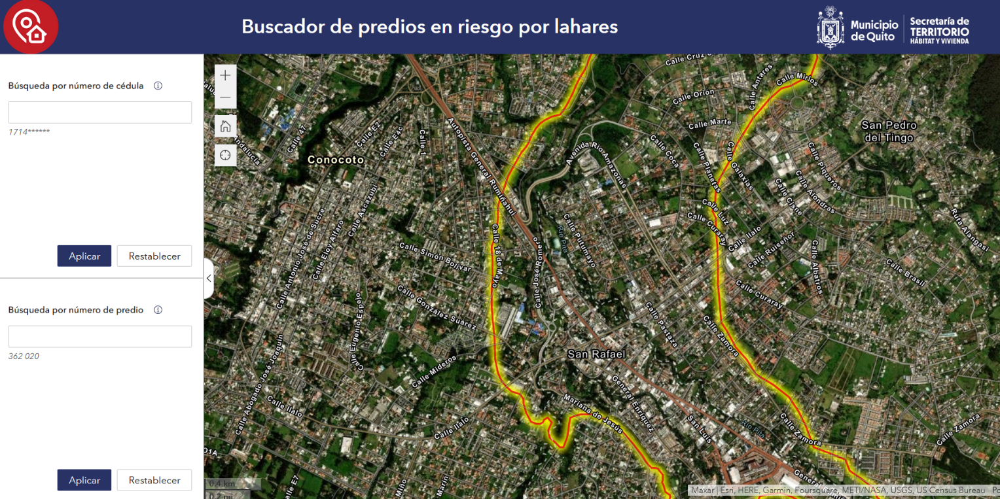 Buscador de predios en riesgo por lahares
Municipio
de Quito
Secretaría de
TERRITORIO
HÁBITAT Y VIVIENDA
Búsqueda por número de cédula
1714******
Aplicar
Restablecer
Búsqueda por número de predio
362 020
Aplicar
Restablecer
Calle 47
Calle E2
Calle E4c
Calle 1
Conocoto
Autopista General Rumiñahui
Avenida Río Amazonas
Calle Coca
Calle Orión
Calle Marte
Calle Antares
Calle Mirlos
San Pedro
del Tingo
Calle Planetas
Calle Galaxias
Calle Piqueros
Calle Alondras
Calle Cisne
Ruta Alangasí
Calle Luz
Calle Curaray
Calle Ilalo
Calle Ruiseñor
Calle Albatros
Calle Brasil
Calle Curaray
Calle Zamora
Calle Putumayo
Río Pita
Calle José Romeo
Calle 18 de Mayo
Calle Simón Bolívar
Calle González Suárez
Calle Antonio José de Sucre
Calle Eloy Alfaro
Calle Ascazubi
Calle Eugenio Espejo
Calle Mideros
Calle Abogado José Joaquín
Calle Ilalo
Calle Ilalo
San Rafael
Calle Pastaza
General Enríquez
Mariana de Jesús
San Luis
Río Pita
Calle Zamora
Calle Zamora
O1A
Calle E7
0.4 km
0.2 mi
Maxar | Esri, HERE, Garmin, Foursquare, METI/NASA, USGS, US Census Bureau